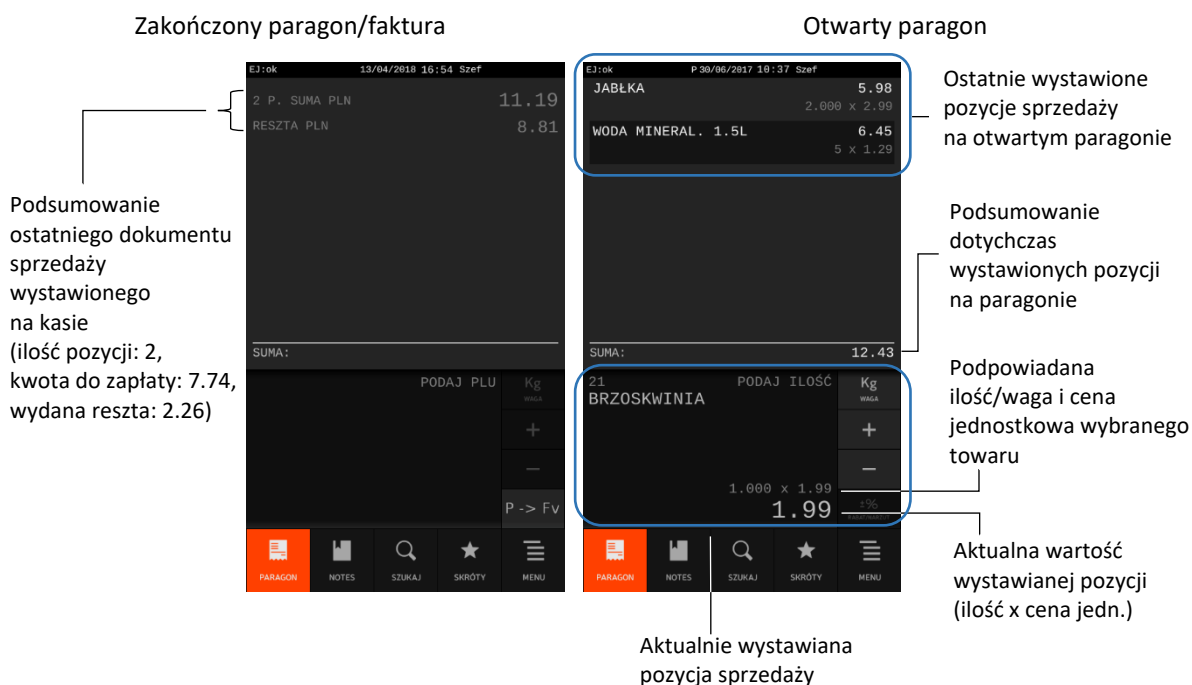 Zakończony paragon/faktura
Otwarty paragon
Podsumowanie
ostatniego dokumentu
sprzedaży
wystawionego
na kasie
(ilość pozycji: 2,
kwota do zapłaty: 7.74,
wydana reszta: 2.26)
EJ:ok 13/04/2018 16:54 Szef
2 P. SUMA PLN 11.19
RESZTA PLN 8.81
SUMA:
PODAJ PLU
Kg
WAGA
+
−
P -> Fv
PARAGON NOTES SZUKAJ SKRÓTY MENU
EJ:ok P 30/06/2017 10:37 Szef
JABŁKA 5.98
2.000 x 2.99
WODA MINERAL. 1.5L 6.45
5 x 1.29
SUMA: 12.43
21 PODAJ ILOŚĆ
BRZOSKWINIA
Kg
WAGA
+
−
1.000 x 1.99
1.99
±%
PARAGON NOTES SZUKAJ SKRÓTY MENU
Ostatnie wystawione
pozycje sprzedaży
na otwartym paragonie
Podsumowanie
dotychczas
wystawionych pozycji
na paragonie
Podpowiadana
ilość/waga i cena
jednostkowa wybranego
towaru
Aktualna wartość
wystawianej pozycji
(ilość x cena jedn.)
Aktualnie wystawiana
pozycja sprzedaży